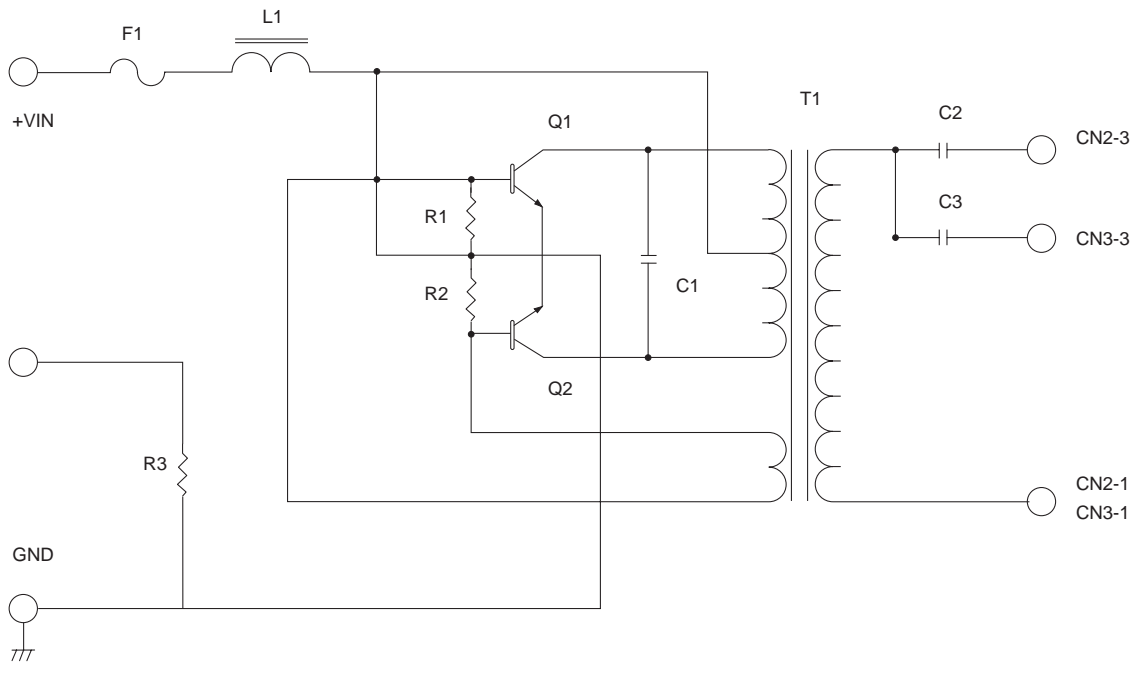 L1
F1
T1
+VIN
Q1
C2
CN2-3
C3
R1
CN3-3
R2
C1
Q2
R3
CN2-1
CN3-1
GND